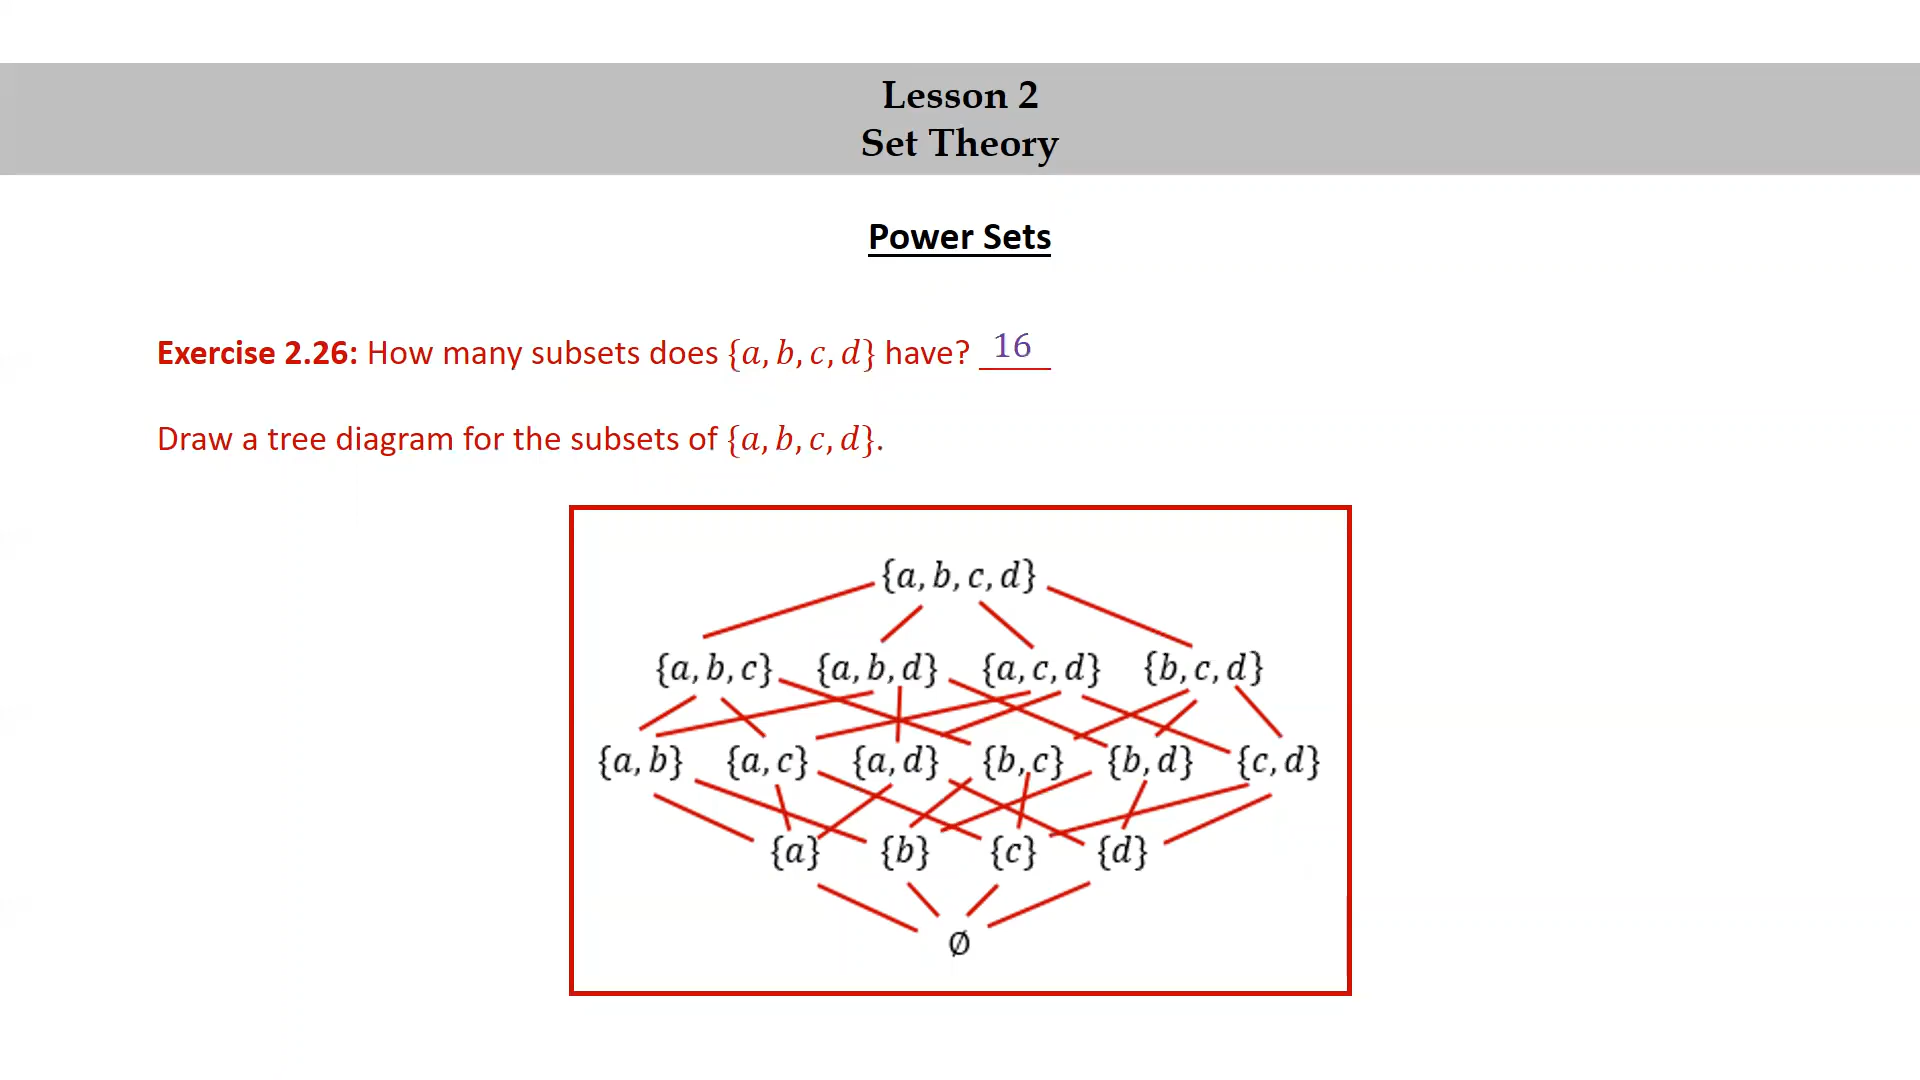 Lesson 2
Set Theory
Power Sets
Exercise 2.26: How many subsets does {a, b, c, d} have? 16
Draw a tree diagram for the subsets of {a, b, c, d}.
{a, b, c, d}
{a, b, c} {a, b, d} {a, c, d} {b, c, d}
{a, b} {a, c} {a, d} {b, c} {b, d} {c, d}
{a} {b} {c} {d}
∅